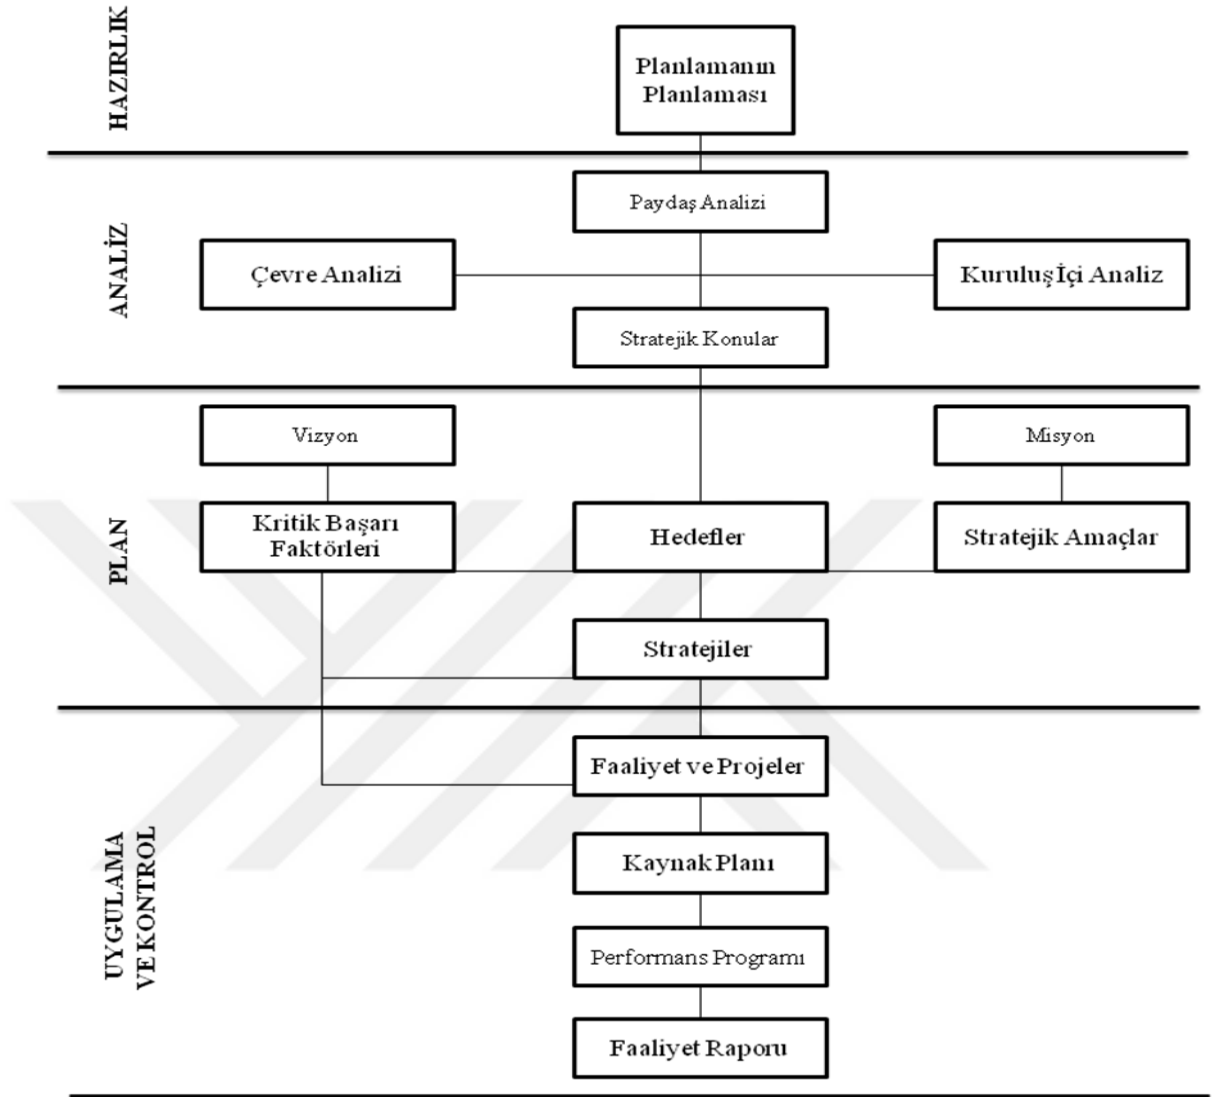 HAZIRLIK
Planlamanın
Planlaması
ANALİZ
Paydaş Analizi
Çevre Analizi
Kuruluş İçi Analiz
Stratejik Konular
PLAN
Vizyon
Misyon
Kritik Başarı
Faktörleri
Hedefler
Stratejik Amaçlar
Stratejiler
UYGULAMA
VE KONTROL
Faaliyet ve Projeler
Kaynak Planı
Performans Programı
Faaliyet Raporu